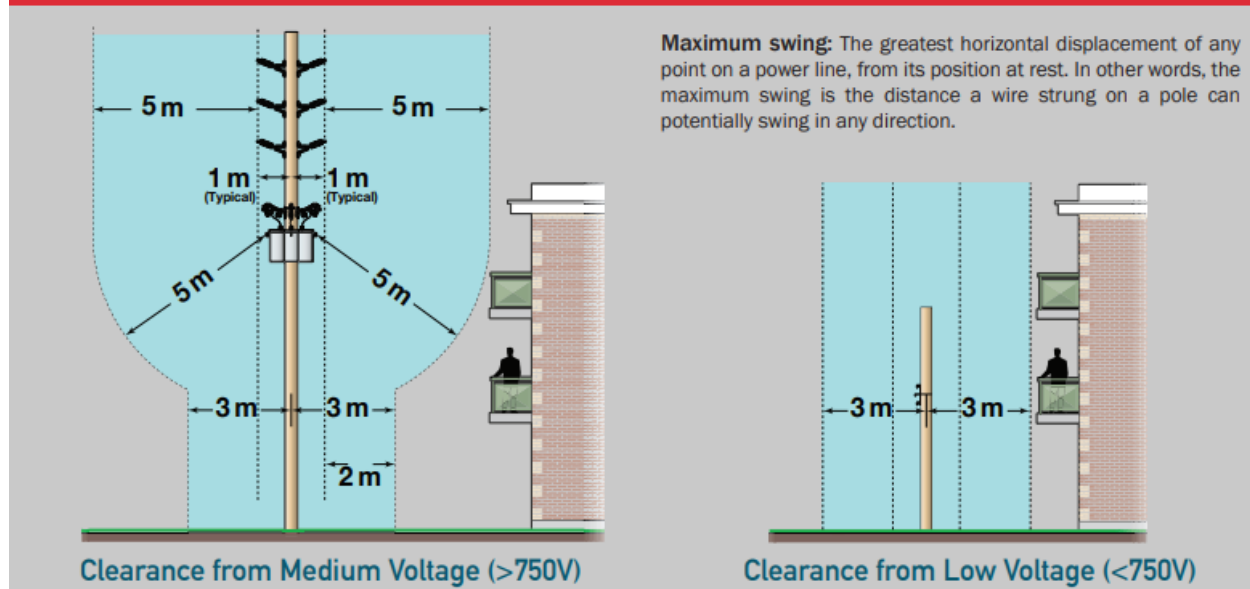 Maximum swing: The greatest horizontal displacement of any
point on a power line, from its position at rest. In other words, the
maximum swing is the distance a wire strung on a pole can
potentially swing in any direction.
5 m
5 m
1 m
(Typical)
1 m
(Typical)
5 m
5 m
3 m
3 m
2 m
3 m
3 m
Clearance from Medium Voltage (>750V)
Clearance from Low Voltage (<750V)